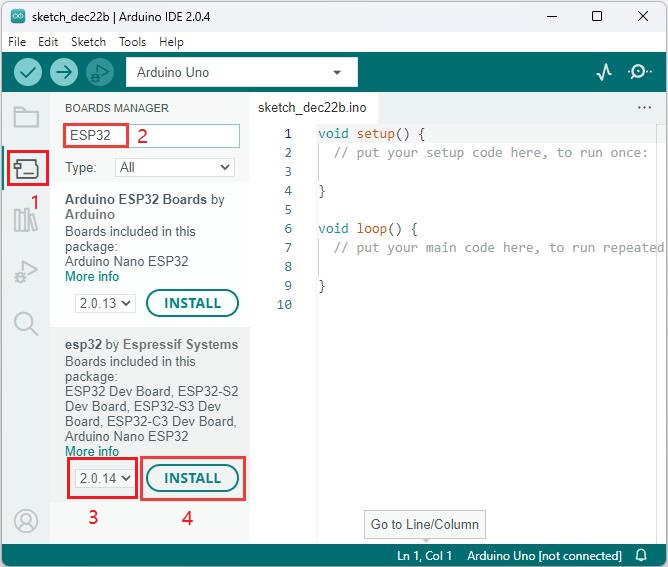 sketch_dec22b | Arduino IDE 2.0.4
File Edit Sketch Tools Help
Arduino Uno
BOARDS MANAGER
ESP32
2
Type: All
1
Arduino ESP32 Boards by
Arduino
Boards included in this
package:
Arduino Nano ESP32
More info
2.0.13 INSTALL
esp32 by Espressif Systems
Boards included in this
package:
ESP32 Dev Board, ESP32-S2
Dev Board, ESP32-S3 Dev
Board, ESP32-C3 Dev Board,
Arduino Nano ESP32
More info
2.0.14 INSTALL
3 4
sketch_dec22b.ino
1 void setup() {
2 // put your setup code here, to run once:
3
4 }
5
6 void loop() {
7 // put your main code here, to run repeated
8
9 }
10
Go to Line/Column
Ln 1, Col 1 Arduino Uno [not connected]